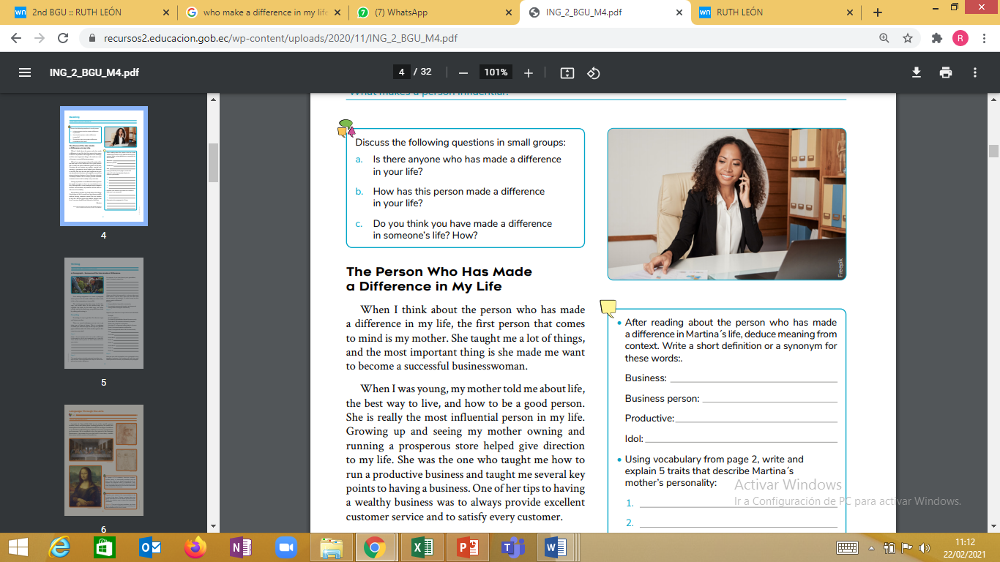 2nd BGU :: RUTH LEÓN
who make a difference in my life
(7) WhatsApp
ING_2_BGU_M4.pdf
RUTH LEÓN
recursos2.educacion.gob.ec/wp-content/uploads/2020/11/ING_2_BGU_M4.pdf
R
ING_2_BGU_M4.pdf
4 / 32
101%
4
5
6
What makes a person influential?
Discuss the following questions in small groups:
a. Is there anyone who has made a difference
in your life?
b. How has this person made a difference
in your life?
c. Do you think you have made a difference
in someone's life? How?
Freepik
The Person Who Has Made
a Difference in My Life
When I think about the person who has made
a difference in my life, the first person that comes
to mind is my mother. She taught me a lot of things,
and the most important thing is she made me want
to become a successful businesswoman.
When I was young, my mother told me about life,
the best way to live, and how to be a good person.
She is really the most influential person in my life.
Growing up and seeing my mother owning and
running a prosperous store helped give direction
to my life. She was the one who taught me how to
run a productive business and taught me several key
points to having a business. One of her tips to having
a wealthy business was to always provide excellent
customer service and to satisfy every customer.
• After reading about the person who has made
a difference in Martina´s life, deduce meaning from
context. Write a short definition or a synonym for
these words:.
Business:
Business person:
Productive:
Idol:
• Using vocabulary from page 2, write and
explain 5 traits that describe Martina´s
mother's personality:
1.
2.
Activar Windows
Ir a Configuración de PC para activar Windows.
11:12
22/02/2021